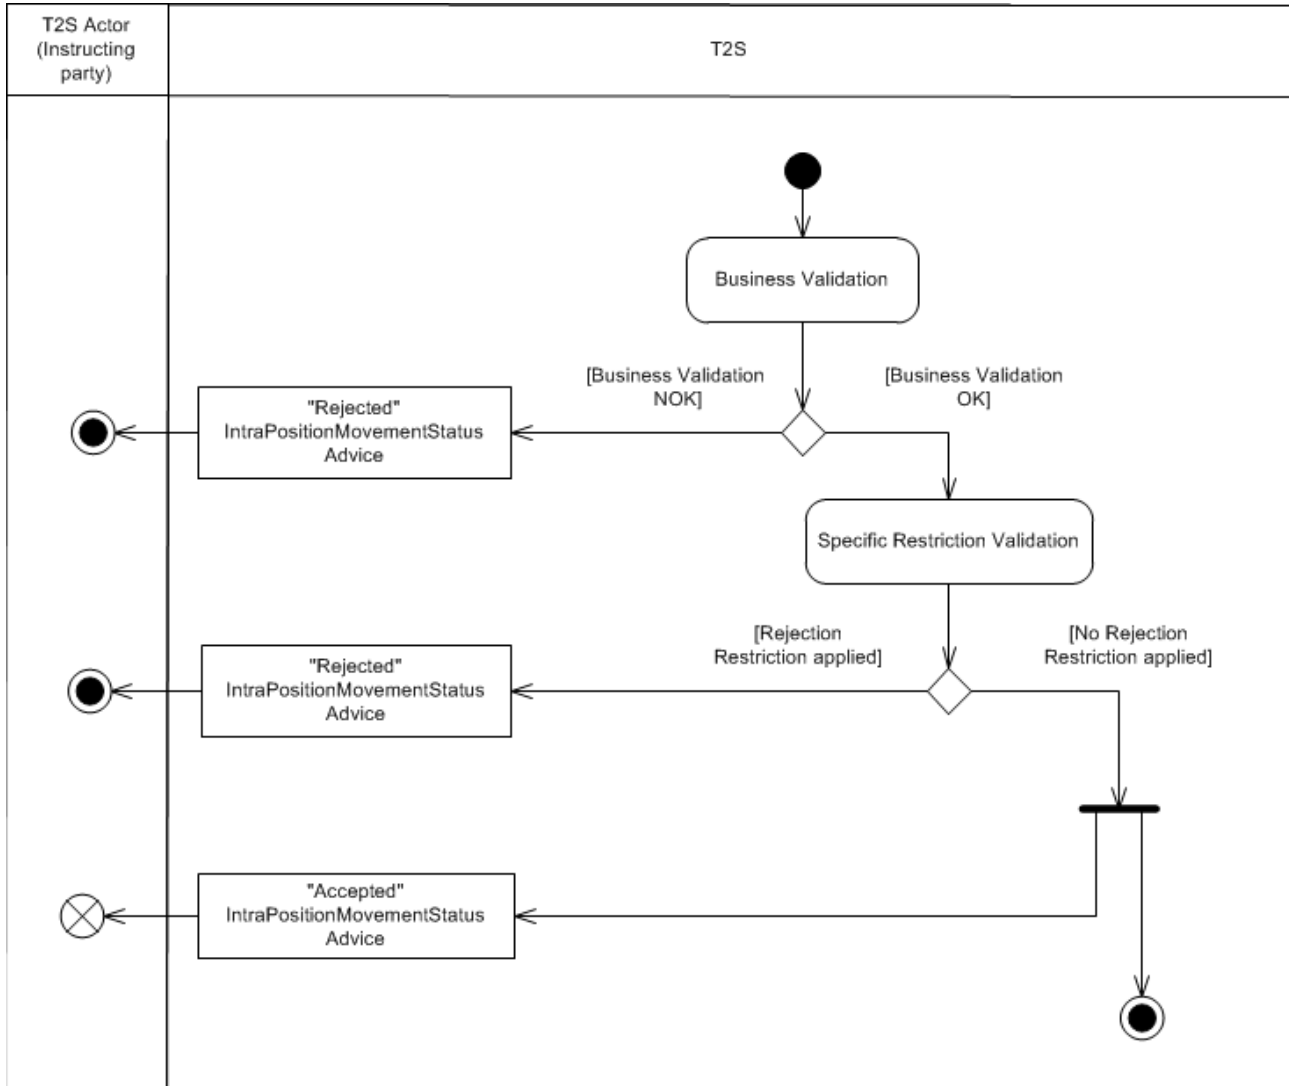 T2S Actor
(Instructing
party)
T2S
Business Validation
[Business Validation
NOK]
[Business Validation
OK]
"Rejected"
IntraPositionMovementStatus
Advice
Specific Restriction Validation
[Rejection
Restriction applied]
[No Rejection
Restriction applied]
"Rejected"
IntraPositionMovementStatus
Advice
"Accepted"
IntraPositionMovementStatus
Advice